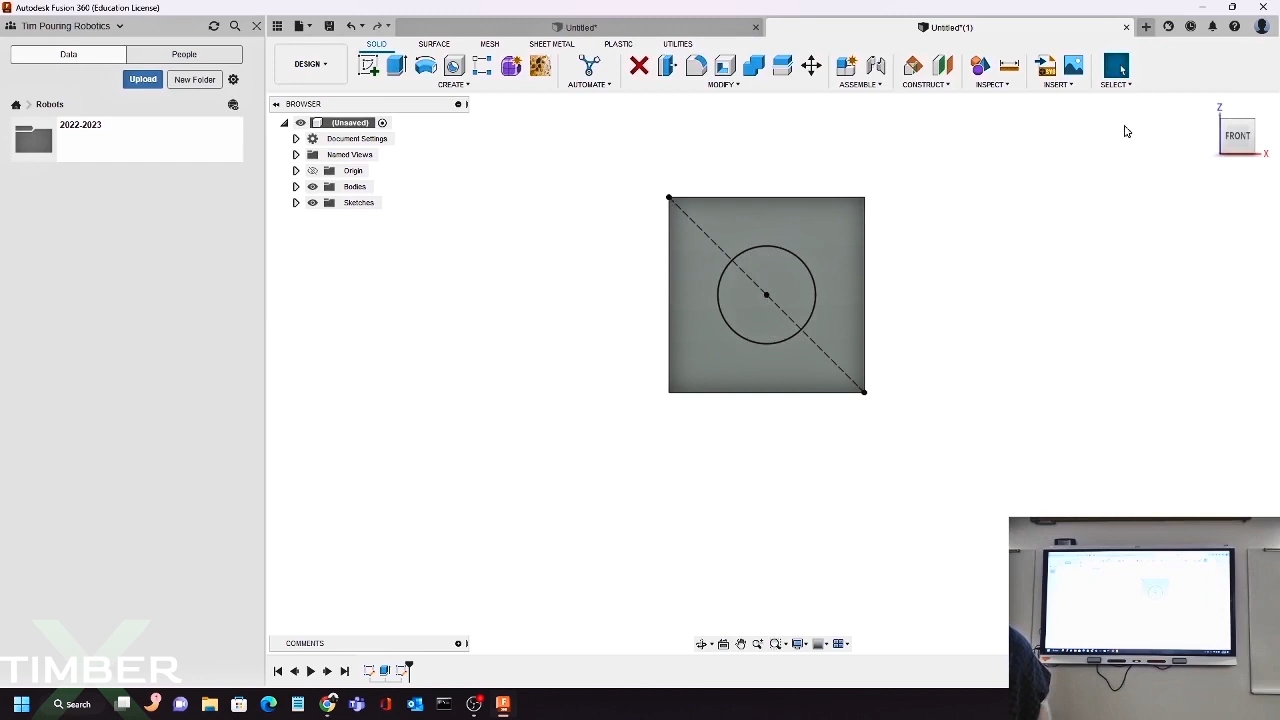 Autodesk Fusion 360 (Education License)
Tim Pouring Robotics
Untitled*
Untitled*(1)
Data
People
Upload
New Folder
Robots
2022-2023
DESIGN
SOLID
SURFACE
MESH
SHEET METAL
PLASTIC
UTILITIES
CREATE
AUTOMATE
MODIFY
ASSEMBLE
CONSTRUCT
INSPECT
INSERT
SELECT
BROWSER
(Unsaved)
Document Settings
Named Views
Origin
Bodies
Sketches
Z
FRONT
X
COMMENTS
TIMBER
Search